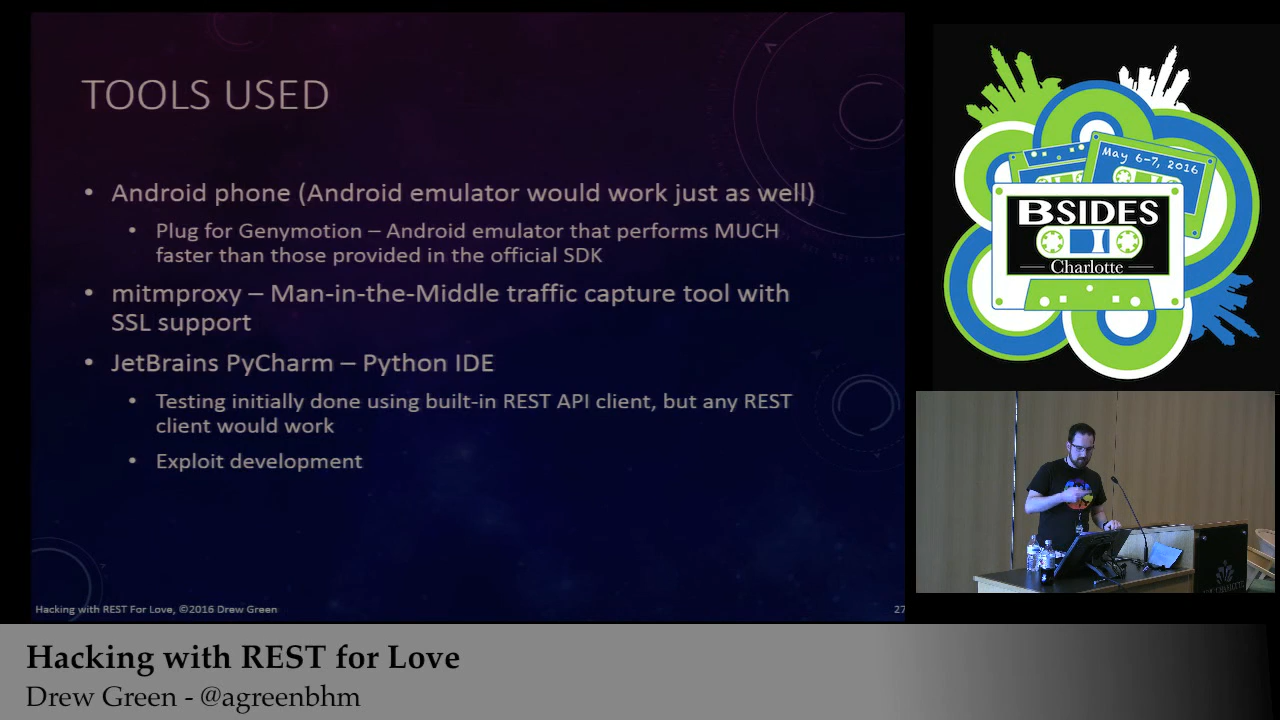 TOOLS USED
• Android phone (Android emulator would work just as well)
• Plug for Genymotion – Android emulator that performs MUCH
faster than those provided in the official SDK
• mitmproxy – Man-in-the-Middle traffic capture tool with
SSL support
• JetBrains PyCharm – Python IDE
• Testing initially done using built-in REST API client, but any REST
client would work
• Exploit development
Hacking with REST For Love, ©2016 Drew Green
27
May 6-7, 2016
BSIDES
Charlotte
Hacking with REST for Love
Drew Green - @agreenbhm